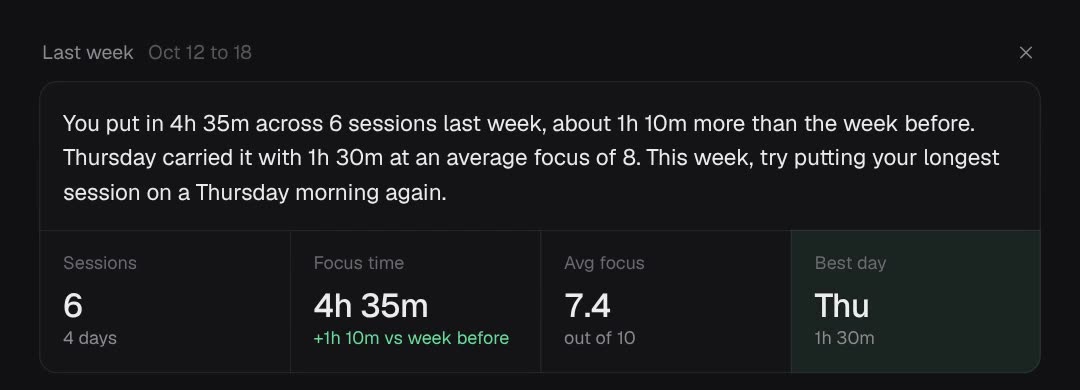 Last week Oct 12 to 18
You put in 4h 35m across 6 sessions last week, about 1h 10m more than the week before.
Thursday carried it with 1h 30m at an average focus of 8. This week, try putting your longest
session on a Thursday morning again.
Sessions Focus time Avg focus Best day
6 4h 35m 7.4 Thu
4 days +1h 10m vs week before out of 10 1h 30m